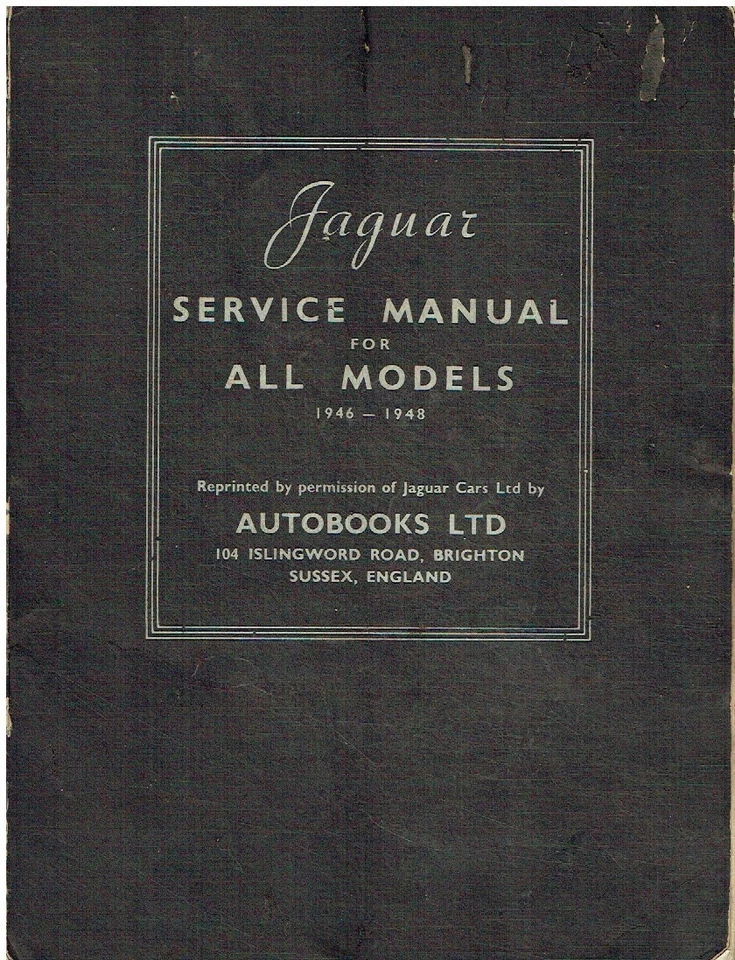 Jaguar
SERVICE MANUAL
FOR
ALL MODELS
1946 – 1948
Reprinted by permission of Jaguar Cars Ltd by
AUTOBOOKS LTD
104 ISLINGWORD ROAD, BRIGHTON
SUSSEX, ENGLAND